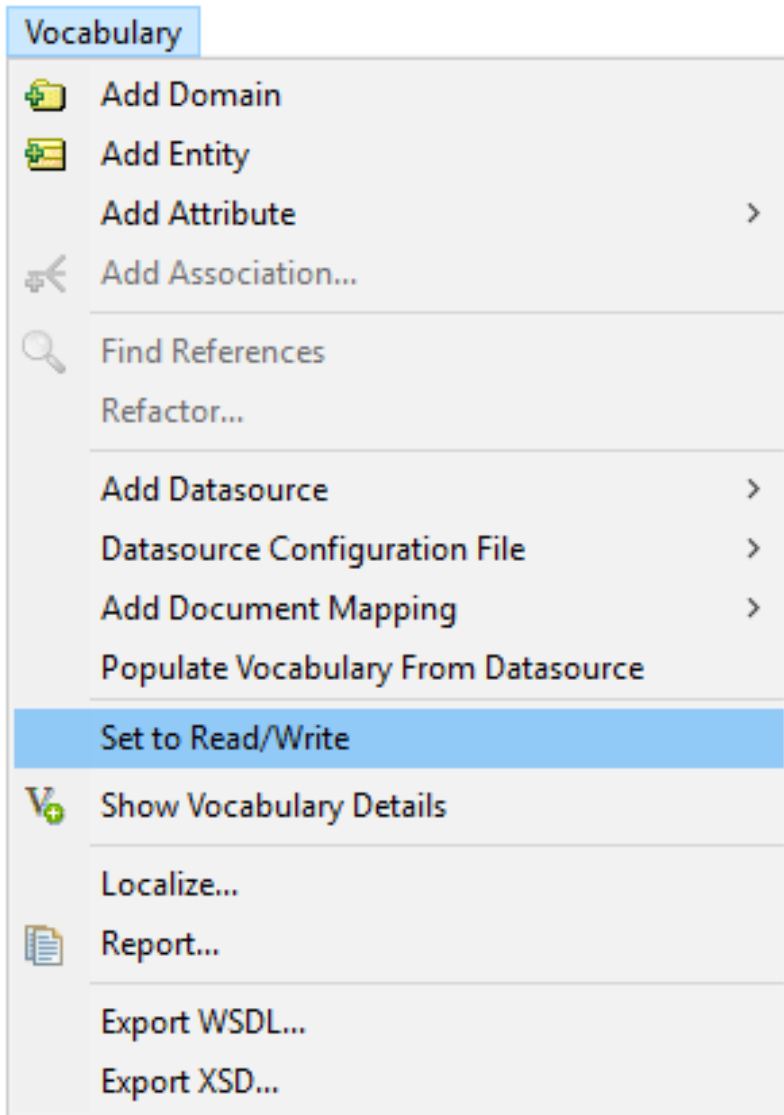 Vocabulary
Add Domain
Add Entity
Add Attribute
Add Association...
Find References
Refactor...
Add Datasource
Datasource Configuration File
Add Document Mapping
Populate Vocabulary From Datasource
Set to Read/Write
Show Vocabulary Details
Localize...
Report...
Export WSDL...
Export XSD...